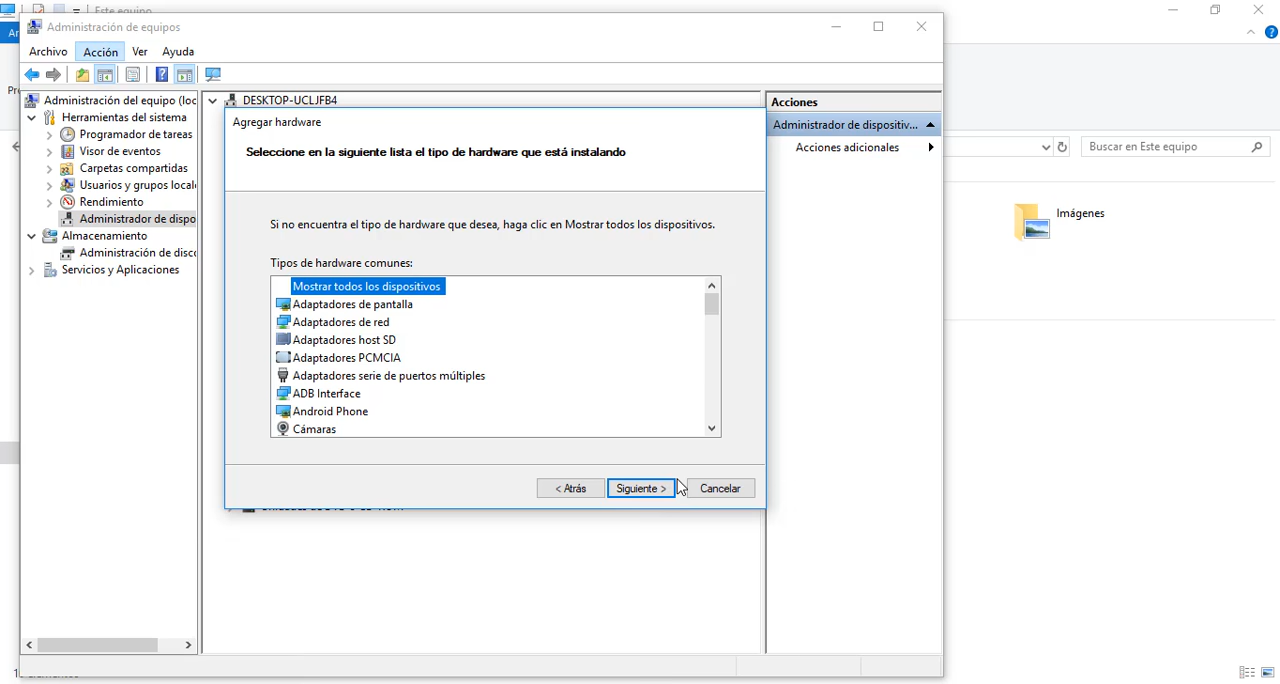 Este equipo
Administración de equipos
Archivo Acción Ver Ayuda
Administración del equipo (loc
Herramientas del sistema
Programador de tareas
Visor de eventos
Carpetas compartidas
Usuarios y grupos locale
Rendimiento
Administrador de dispo
Almacenamiento
Administración de disc
Servicios y Aplicaciones
DESKTOP-UCLJFB4
Agregar hardware
Seleccione en la siguiente lista el tipo de hardware que está instalando
Si no encuentra el tipo de hardware que desea, haga clic en Mostrar todos los dispositivos.
Tipos de hardware comunes:
Mostrar todos los dispositivos
Adaptadores de pantalla
Adaptadores de red
Adaptadores host SD
Adaptadores PCMCIA
Adaptadores serie de puertos múltiples
ADB Interface
Android Phone
Cámaras
< Atrás
Siguiente >
Cancelar
Acciones
Administrador de dispositiv...
Acciones adicionales
Buscar en Este equipo
Imágenes